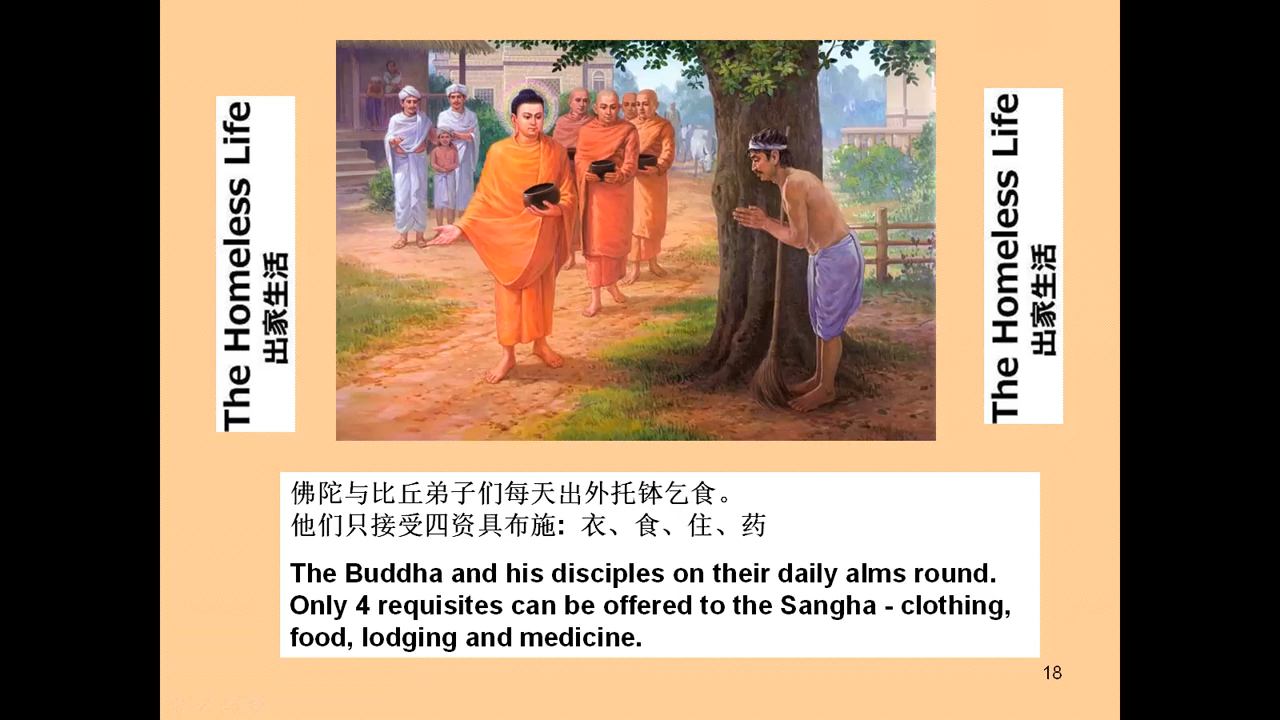 The Homeless Life
出家生活
The Homeless Life
出家生活
佛陀与比丘弟子们每天出外托钵乞食。
他们只接受四资具布施: 衣、食、住、药
The Buddha and his disciples on their daily alms round.
Only 4 requisites can be offered to the Sangha - clothing,
food, lodging and medicine.
18